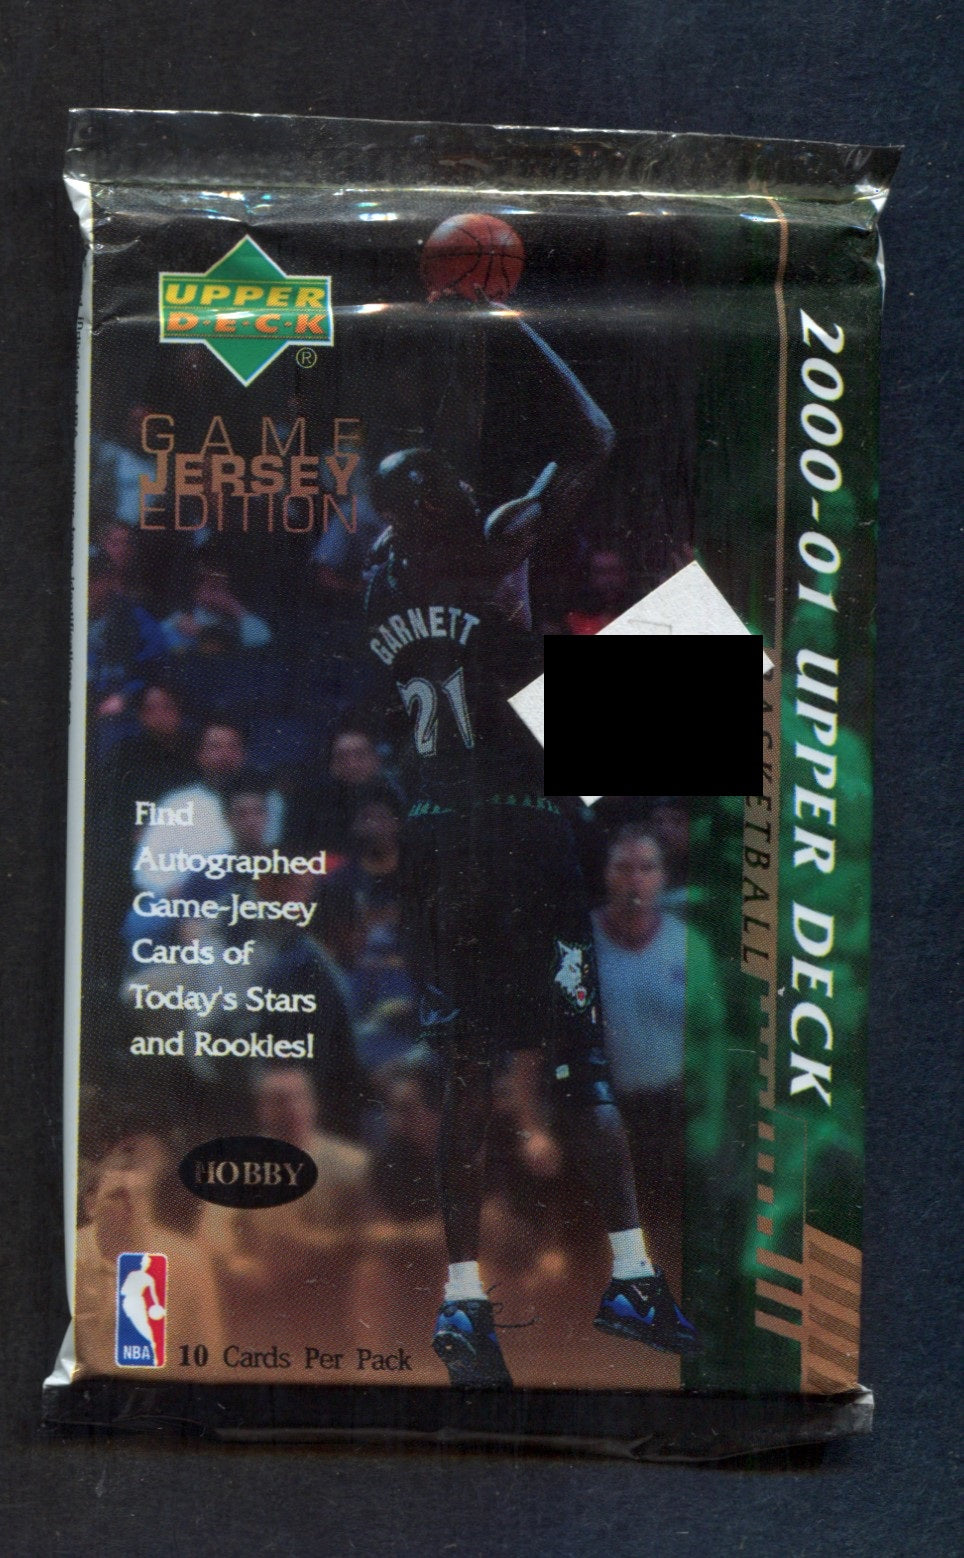 UPPER
D·E·C·K
®
GAME
JERSEY
EDITION
GARNETT
21
2000-01 UPPER DECK
Find
Autographed
Game-Jersey
Cards of
Today's Stars
and Rookies!
HOBBY
NBA
10 Cards Per Pack